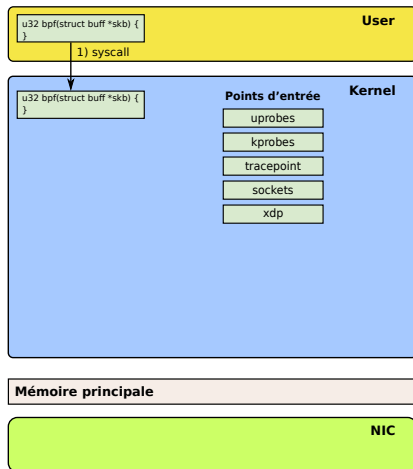 User
u32 bpf(struct buff *skb) {
}
1) syscall
Kernel
u32 bpf(struct buff *skb) {
}
Points d'entrée
uprobes
kprobes
tracepoint
sockets
xdp
Mémoire principale
NIC